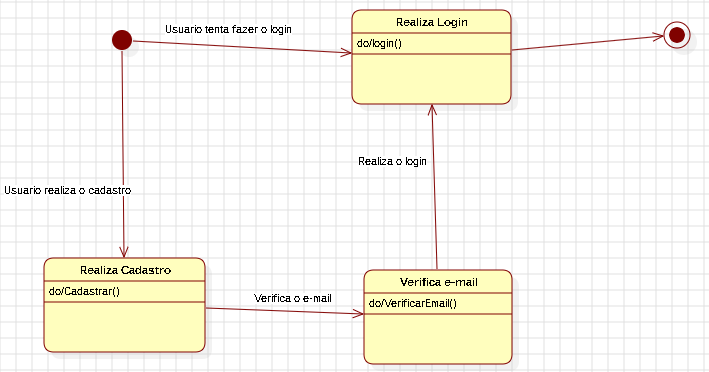 Realiza Login
Usuario tenta fazer o login
do/login()
Realiza o login
Usuario realiza o cadastro
Realiza Cadastro
do/Cadastrar()
Verifica o e-mail
Verifica e-mail
do/VerificarEmail()